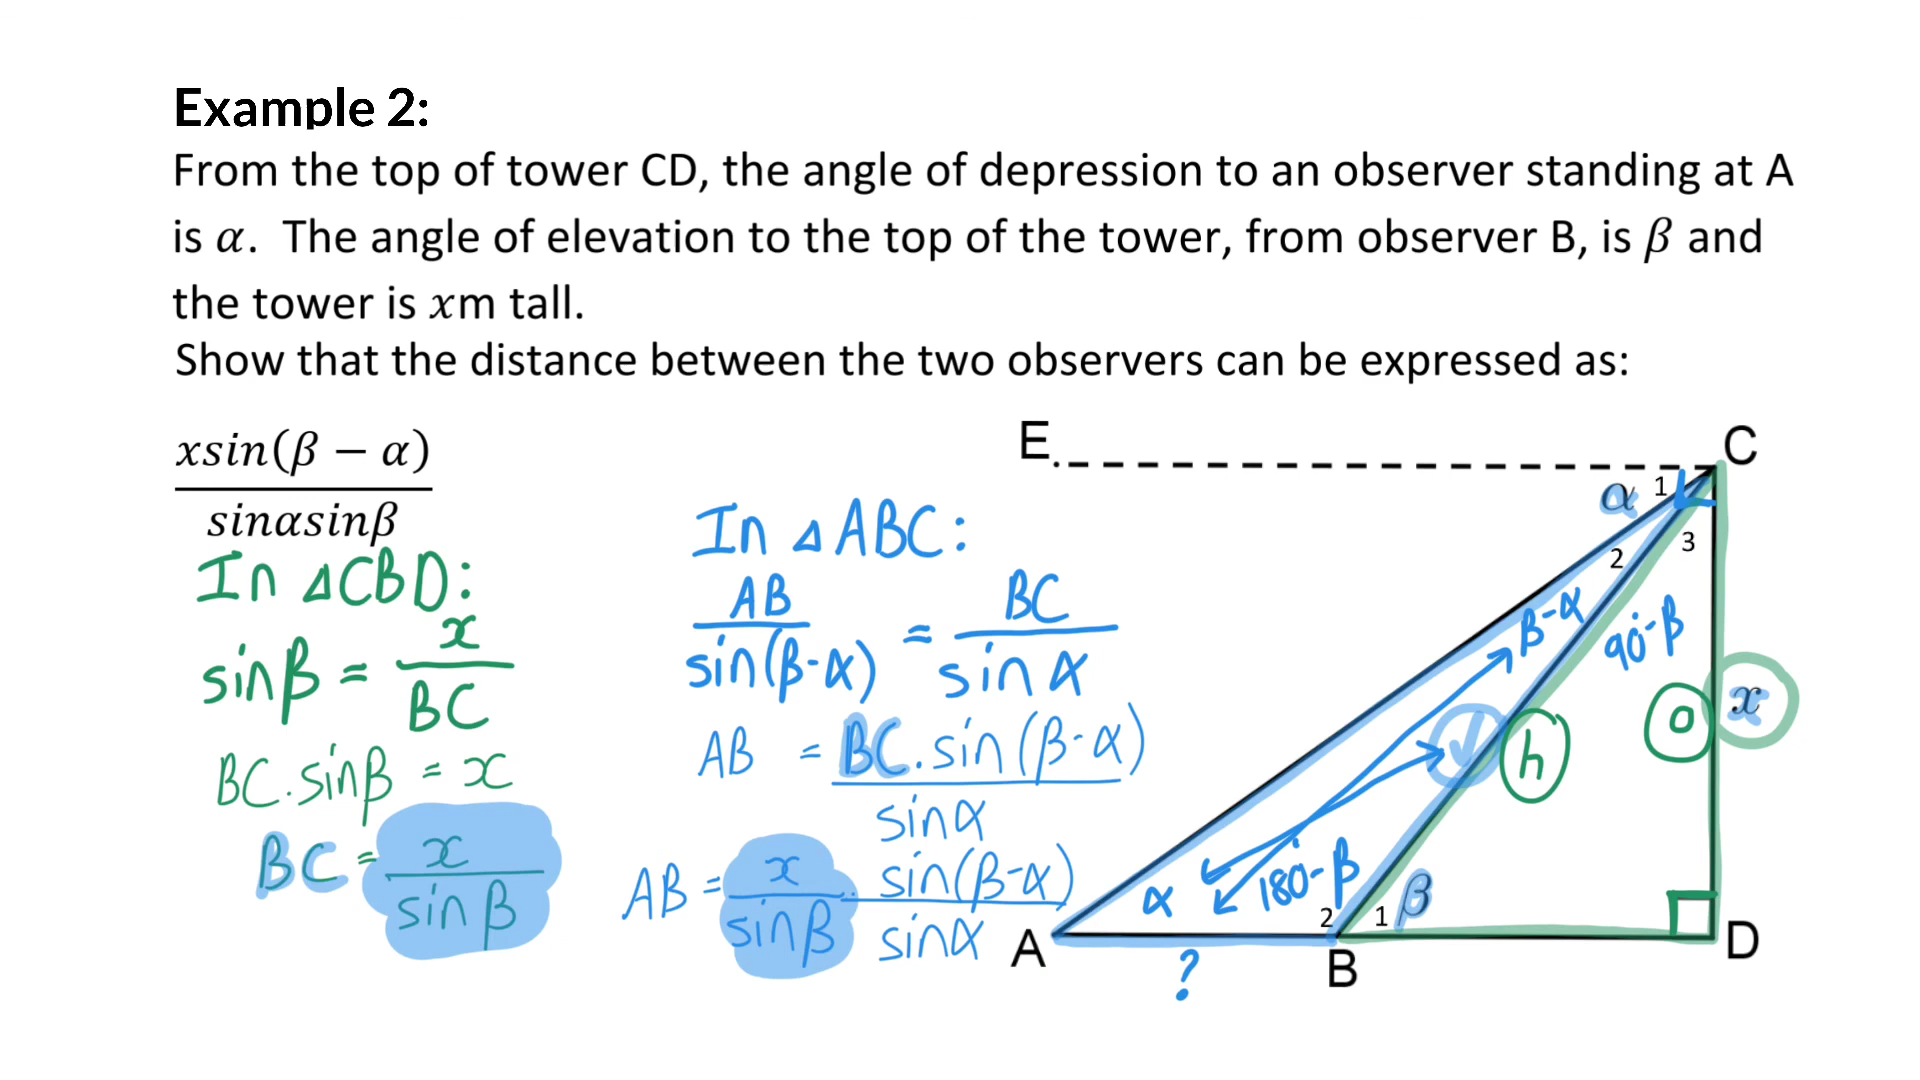 Example 2:
From the top of tower CD, the angle of depression to an observer standing at A
is α. The angle of elevation to the top of the tower, from observer B, is β and
the tower is xm tall.
Show that the distance between the two observers can be expressed as:
xsin(β − α)
sinαsinβ
In △CBD:
sinβ = x
BC
BC.sinβ = x
BC = x
sinβ
In △ABC:
AB = BC
sin(β-α) sin α
AB = BC.sin(β-α)
sinα
AB = x . sin(β-α)
sinβ sinα
E
C
α 1
2
3
β-α
90°-β
x
o
h
α
180°-β
2
1
β
A
B
D
?